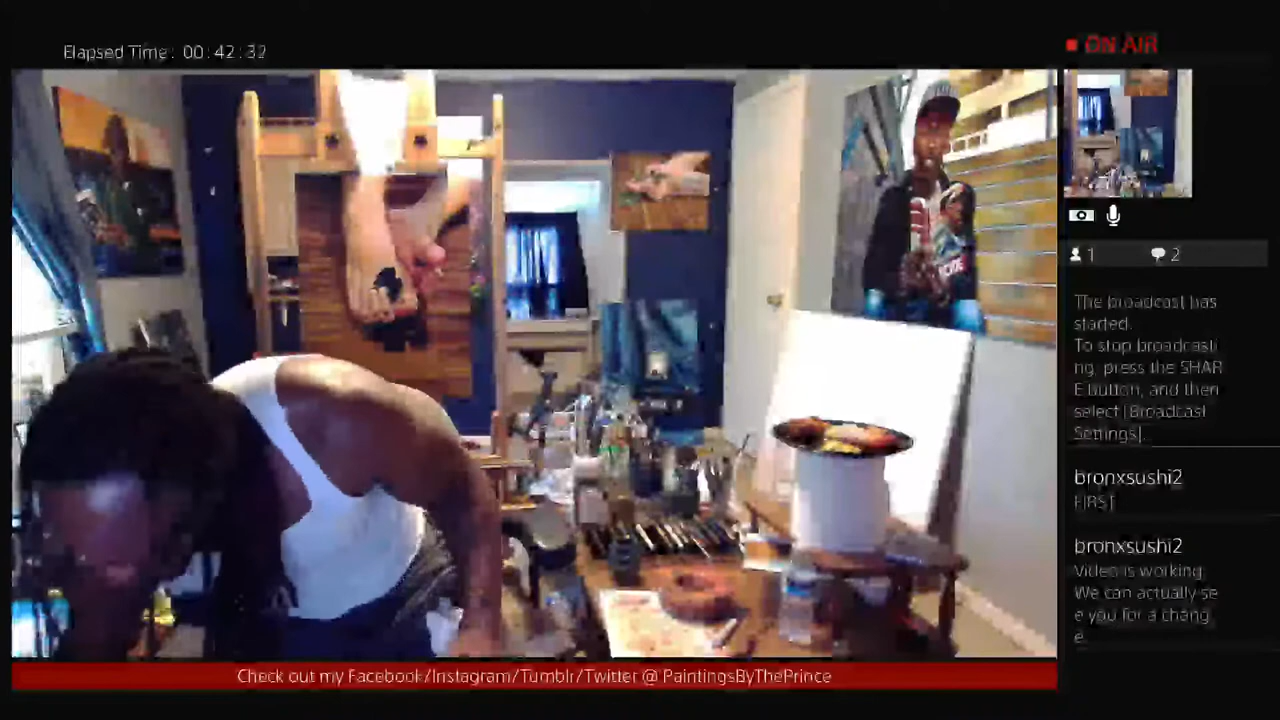 Elapsed Time: 00:42:32
ON AIR
1
2
The broadcast has
started.
To stop broadcasti
ng, press the SHAR
E button, and then
select [Broadcast
Settings].
bronxsushi2
FIRST
bronxsushi2
Video is working
We can actually se
e you for a chang
e.
Check out my Facebook/Instagram/Tumblr/Twitter @ PaintingsByThePrince